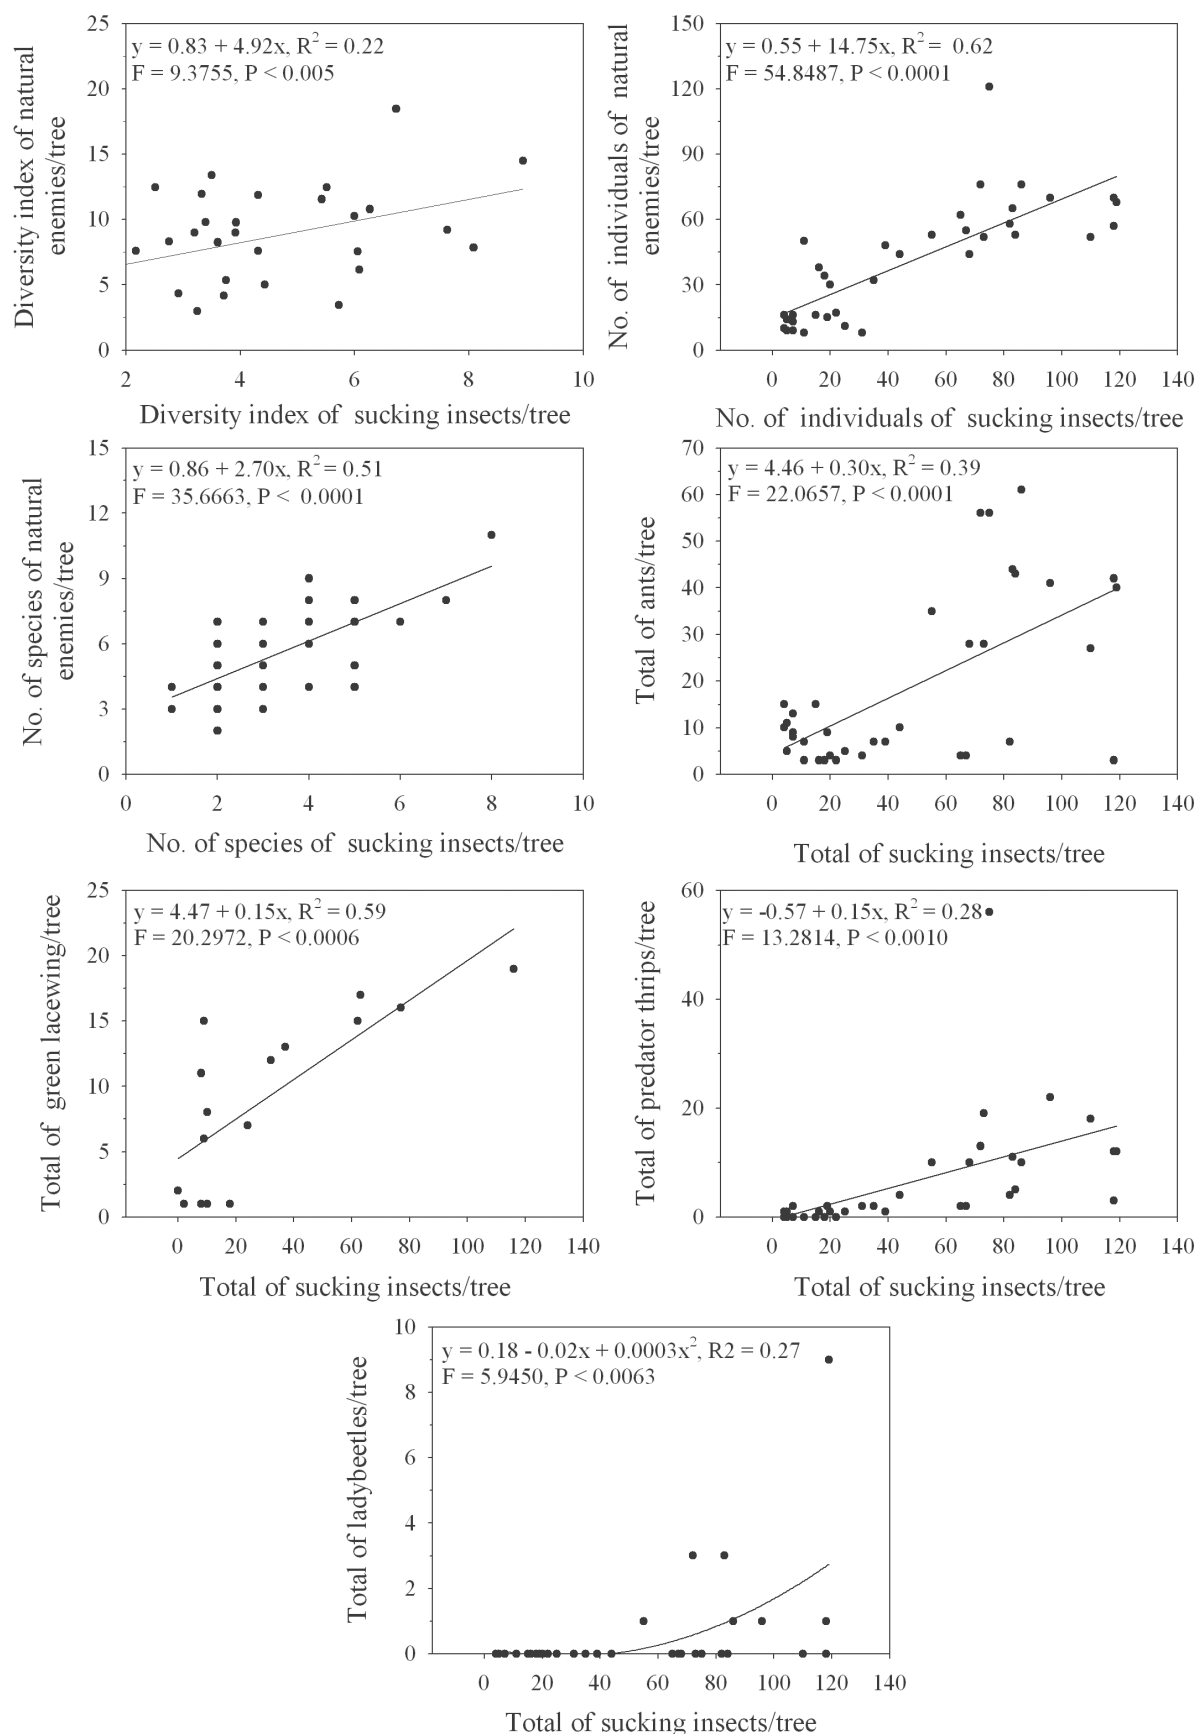 y = 0.83 + 4.92x, R² = 0.22
F = 9.3755, P < 0.005
Diversity index of natural
enemies/tree
25
20
15
10
5
0
2 4 6 8 10
Diversity index of sucking insects/tree
y = 0.55 + 14.75x, R² = 0.62
F = 54.8487, P < 0.0001
No. of individuals of natural
enemies/tree
150
120
90
60
30
0
0 20 40 60 80 100 120 140
No. of individuals of sucking insects/tree
y = 0.86 + 2.70x, R² = 0.51
F = 35.6663, P < 0.0001
No. of species of natural
enemies/tree
15
12
9
6
3
0
0 2 4 6 8 10
No. of species of sucking insects/tree
y = 4.46 + 0.30x, R² = 0.39
F = 22.0657, P < 0.0001
Total of ants/tree
70
60
50
40
30
20
10
0
0 20 40 60 80 100 120 140
Total of sucking insects/tree
y = 4.47 + 0.15x, R² = 0.59
F = 20.2972, P < 0.0006
Total of green lacewing/tree
25
20
15
10
5
0
0 20 40 60 80 100 120 140
Total of sucking insects/tree
y = -0.57 + 0.15x, R² = 0.28
F = 13.2814, P < 0.0010
Total of predator thrips/tree
60
40
20
0
0 20 40 60 80 100 120 140
Total of sucking insects/tree
y = 0.18 - 0.02x + 0.0003x², R2 = 0.27
F = 5.9450, P < 0.0063
Total of ladybeetles/tree
10
8
6
4
2
0
0 20 40 60 80 100 120 140
Total of sucking insects/tree